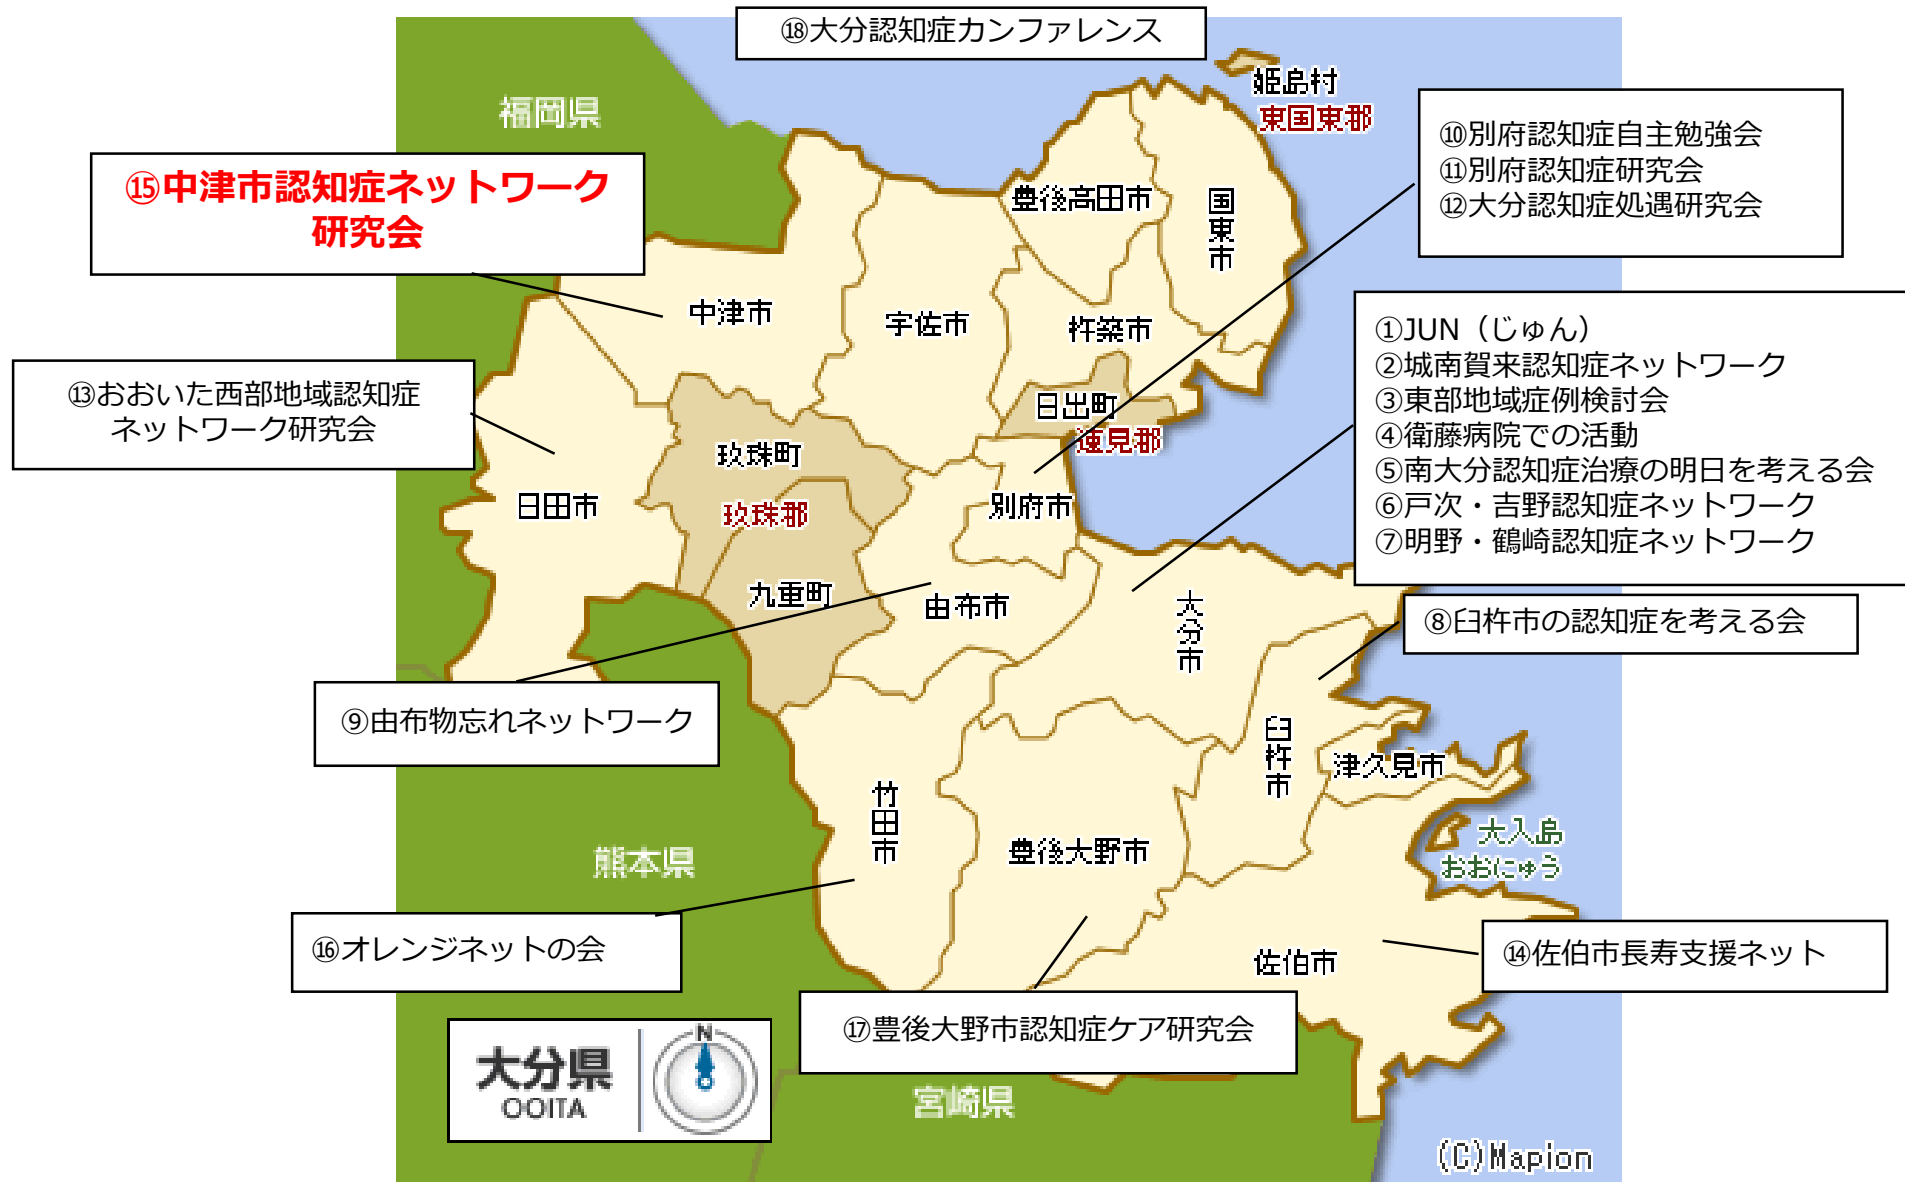 ⑱大分認知症カンファレンス
福岡県
姫島村
東国東郡
⑩別府認知症自主勉強会
⑪別府認知症研究会
⑫大分認知症処遇研究会
⑮中津市認知症ネットワーク
研究会
豊後高田市
国東市
中津市
宇佐市
杵築市
①JUN（じゅん）
②城南賀来認知症ネットワーク
③東部地域症例検討会
④衛藤病院での活動
⑤南大分認知症治療の明日を考える会
⑥戸次・吉野認知症ネットワーク
⑦明野・鶴崎認知症ネットワーク
⑬おおいた西部地域認知症
ネットワーク研究会
日出町
速見郡
玖珠町
日田市
玖珠郡
別府市
九重町
由布市
大分市
⑧臼杵市の認知症を考える会
⑨由布物忘れネットワーク
臼杵市
津久見市
竹田市
豊後大野市
大入島
おおにゅう
熊本県
⑯オレンジネットの会
佐伯市
⑭佐伯市長寿支援ネット
⑰豊後大野市認知症ケア研究会
大分県
OOITA
N
宮崎県
(C)Mapion